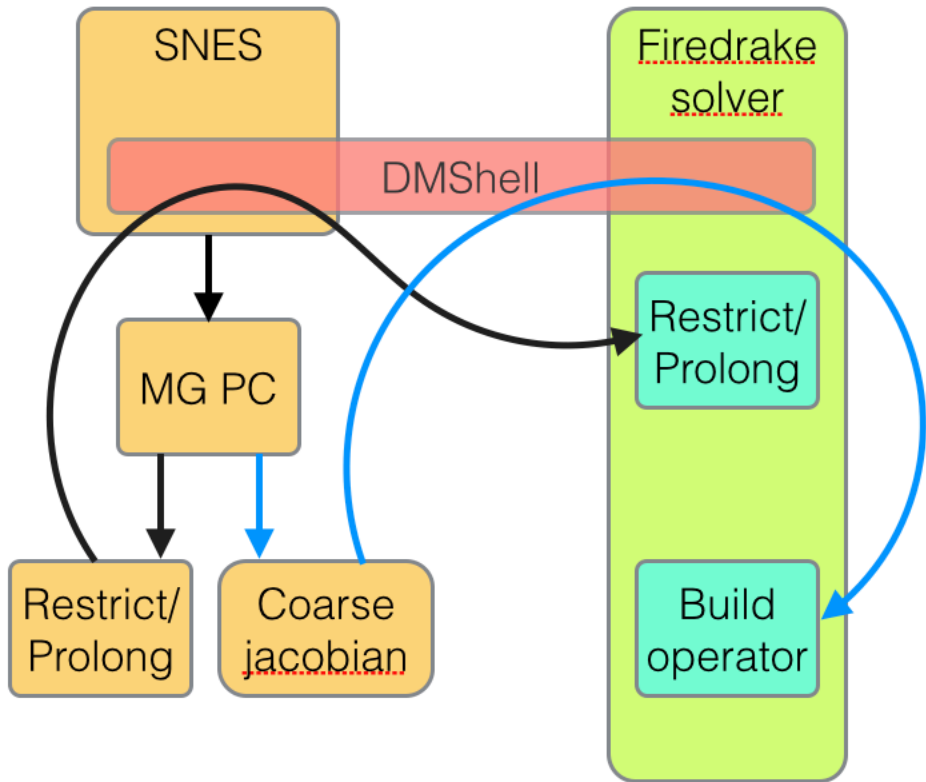 SNES
Firedrake
solver
DMShell
Restrict/
Prolong
MG PC
Restrict/
Prolong
Coarse
jacobian
Build
operator